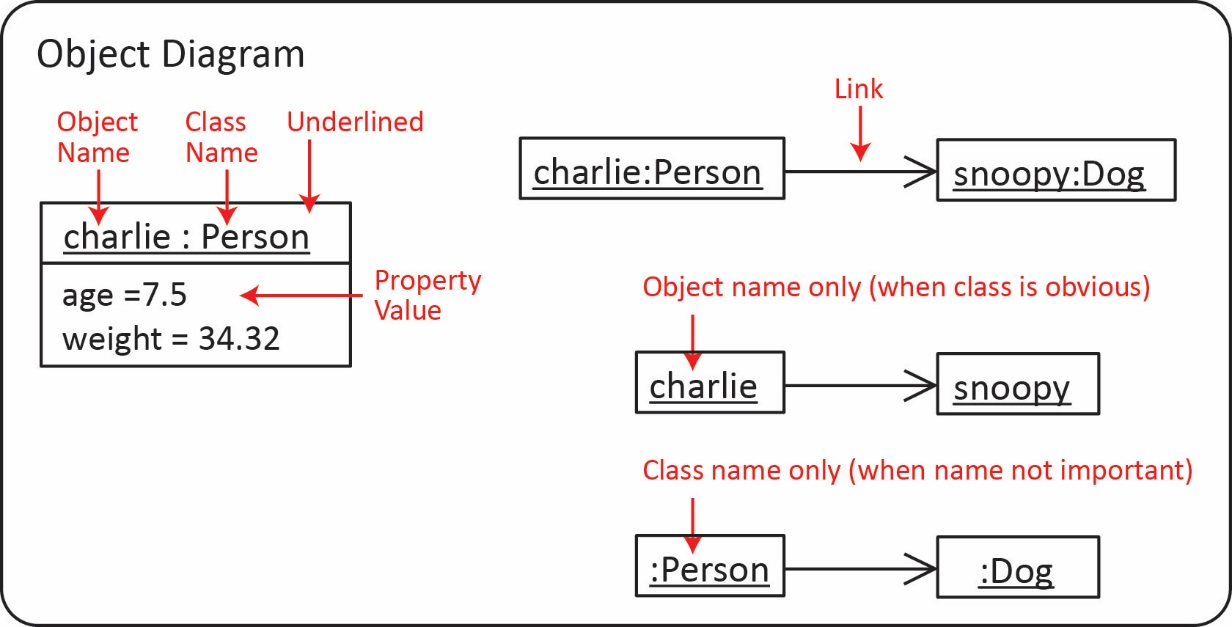 Object Diagram
Object
Name
Class
Name
Underlined
charlie : Person
age =7.5
weight = 34.32
Property
Value
Link
charlie:Person
snoopy:Dog
Object name only (when class is obvious)
charlie
snoopy
Class name only (when name not important)
:Person
:Dog